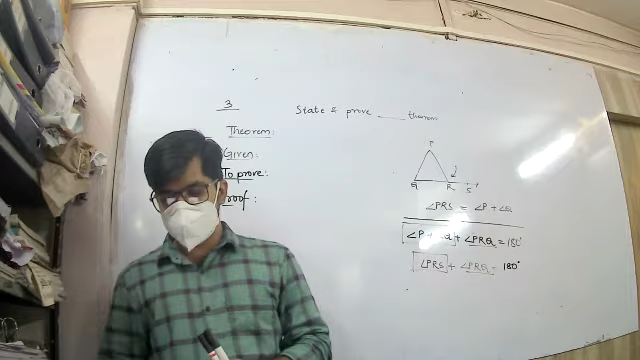 3
State & prove ____ theorem
Theorem:
Given:
To prove:
Proof:
P
Q R S
∠PRS = ∠P + ∠Q
[∠P + ∠Q] + ∠PRQ = 180°
[∠PRS] + ∠PRQ = 180°